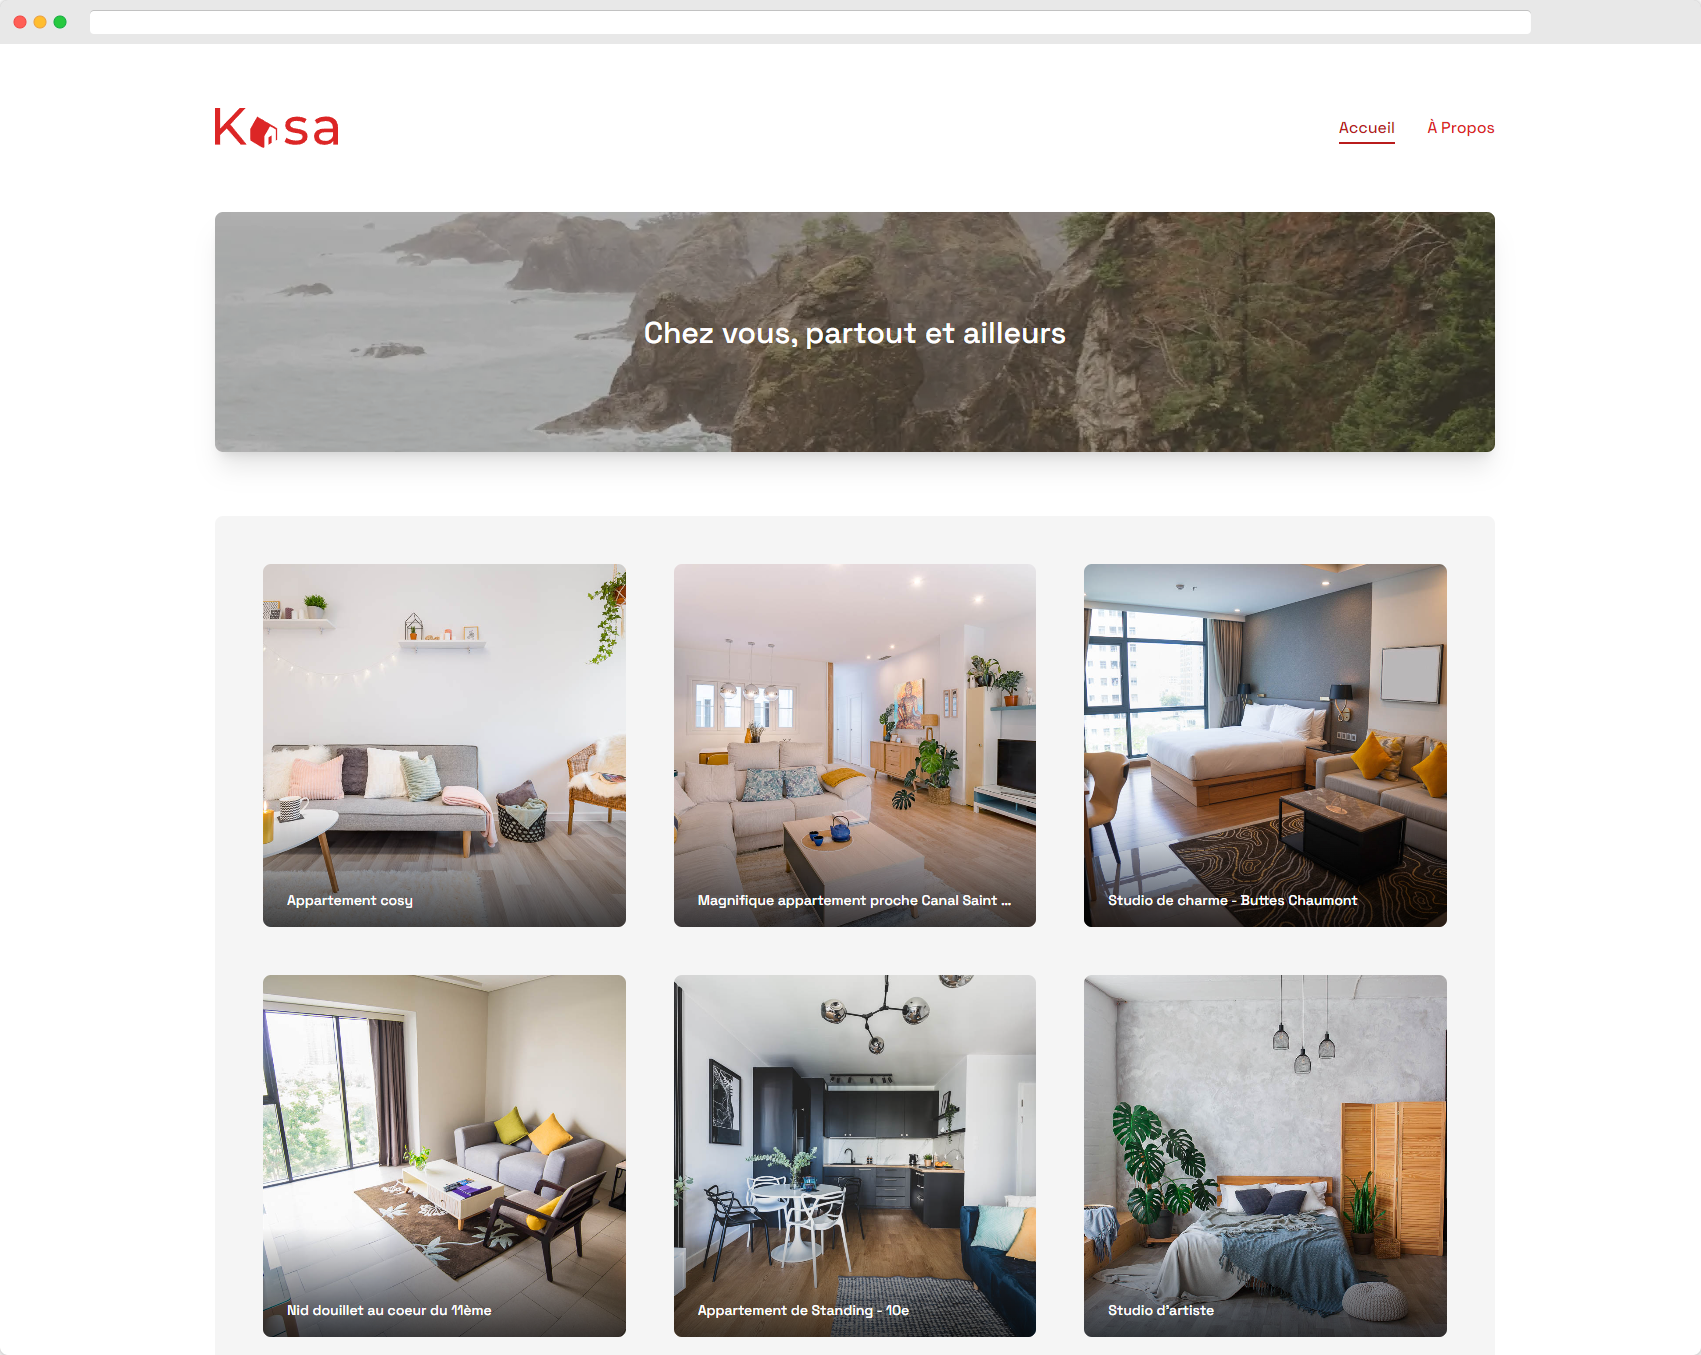 Kasa
Accueil
À Propos
Chez vous, partout et ailleurs
Appartement cosy
Magnifique appartement proche Canal Saint ...
Studio de charme - Buttes Chaumont
Nid douillet au coeur du 11ème
Appartement de Standing - 10e
Studio d'artiste